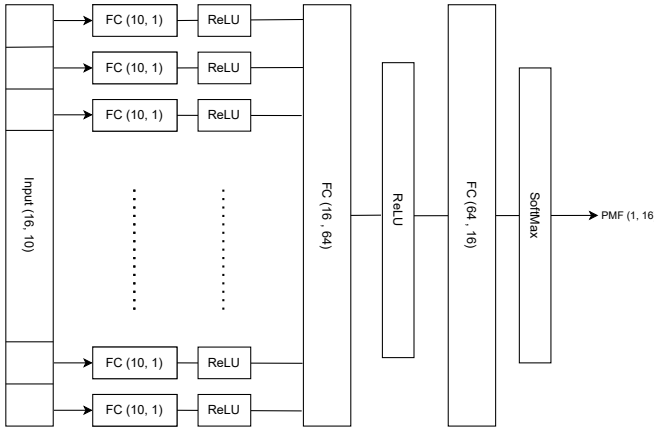 FC (10, 1)
ReLU
FC (10, 1)
ReLU
FC (10, 1)
ReLU
Input (16, 10)
FC (16 , 64)
ReLU
FC (64 , 16)
SoftMax
PMF (1, 16
FC (10, 1)
ReLU
FC (10, 1)
ReLU